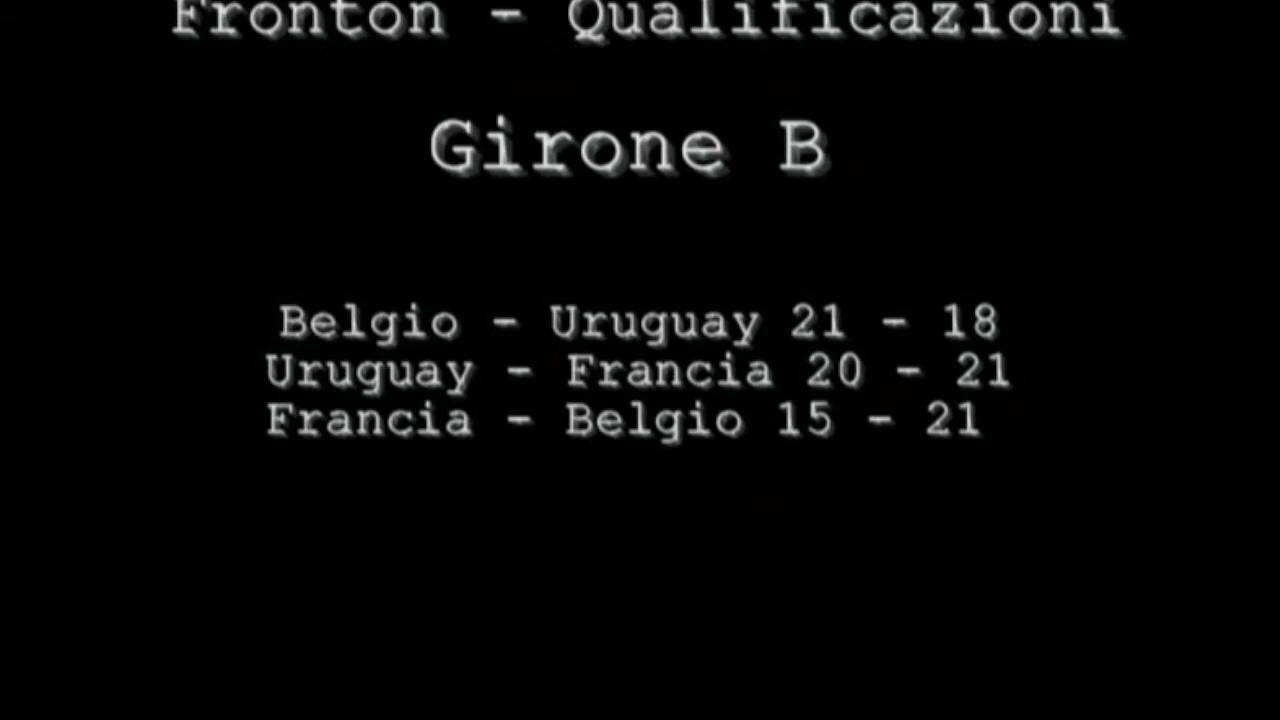 Fronton - Qualificazioni
Girone B
Belgio - Uruguay 21 - 18
Uruguay - Francia 20 - 21
Francia - Belgio 15 - 21